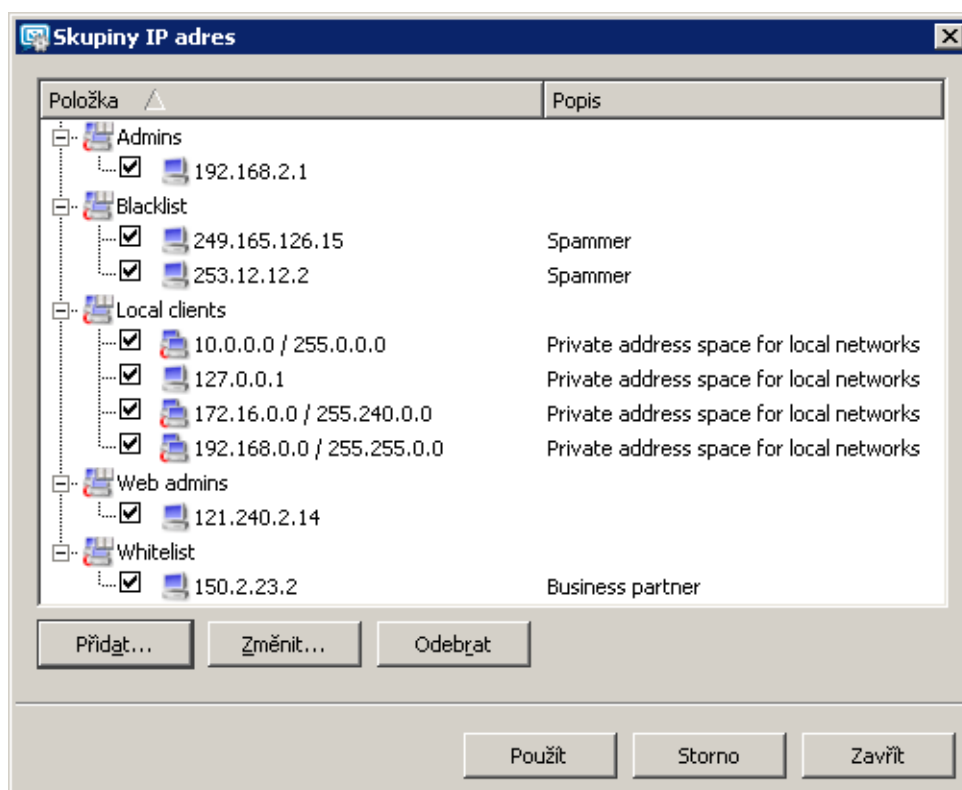 Skupiny IP adres
Položka Popis
Admins
192.168.2.1
Blacklist
249.165.126.15 Spammer
253.12.12.2 Spammer
Local clients
10.0.0.0 / 255.0.0.0 Private address space for local networks
127.0.0.1 Private address space for local networks
172.16.0.0 / 255.240.0.0 Private address space for local networks
192.168.0.0 / 255.255.0.0 Private address space for local networks
Web admins
121.240.2.14
Whitelist
150.2.23.2 Business partner
Přidat... Změnit... Odebrat
Použít Storno Zavřít